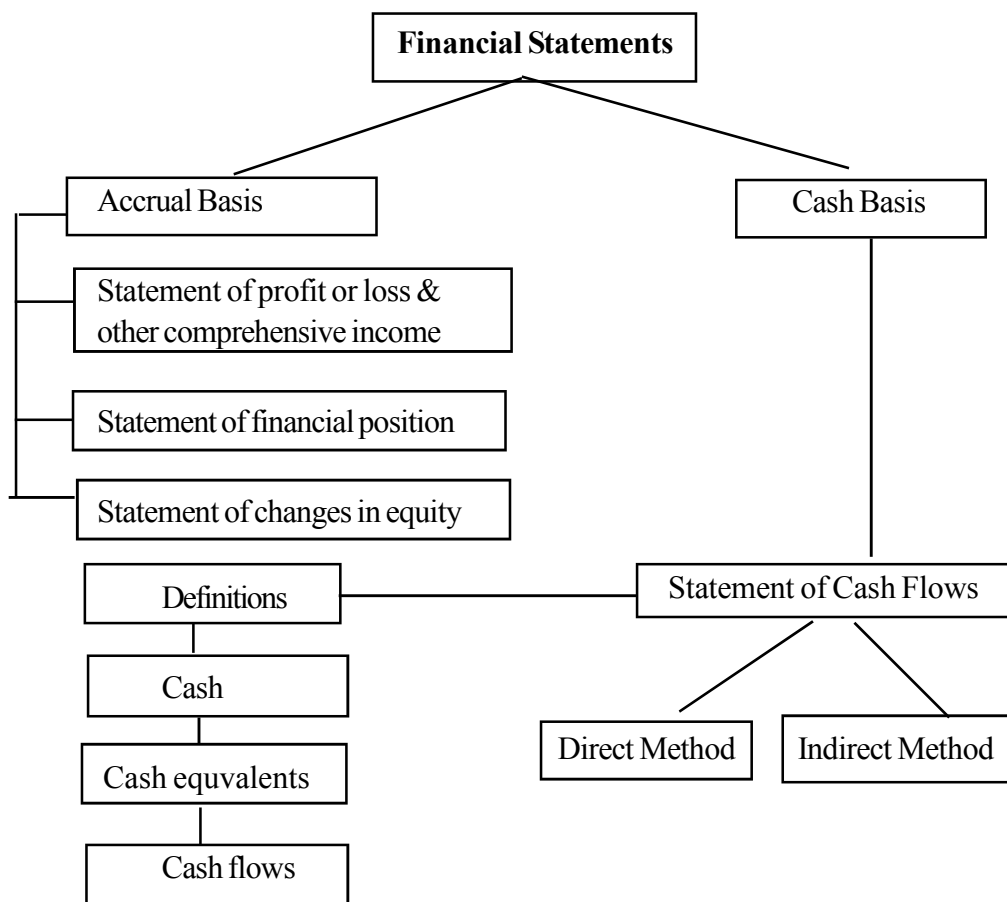 Financial Statements
Accrual Basis
Cash Basis
Statement of profit or loss &
other comprehensive income
Statement of financial position
Statement of changes in equity
Definitions
Statement of Cash Flows
Cash
Direct Method
Indirect Method
Cash equvalents
Cash flows